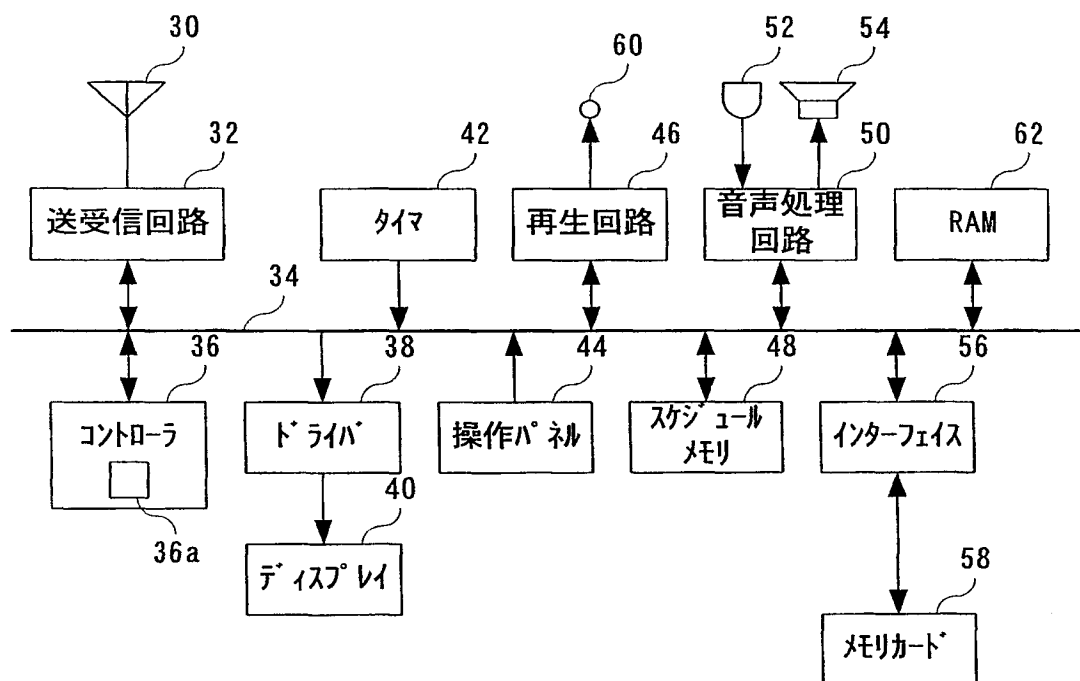 30
52
54
60
32
42
46
50
62
送受信回路
ﾀｲﾏ
再生回路
音声処理
回路
RAM
34
36
38
44
48
56
ｺﾝﾄﾛｰﾗ
ﾄﾞﾗｲﾊﾞ
操作ﾊﾟﾈﾙ
ｽｹｼﾞｭｰﾙ
ﾒﾓﾘ
ｲﾝﾀｰﾌｪｲｽ
36a
40
ﾃﾞｨｽﾌﾟﾚｲ
58
ﾒﾓﾘｶｰﾄﾞ